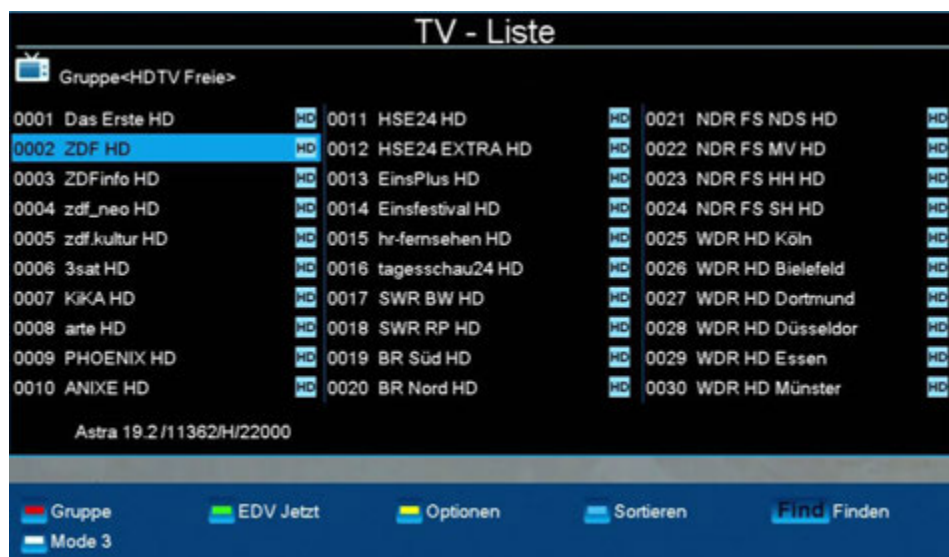 TV - Liste
Gruppe<HDTV Freie>
0001 Das Erste HD HD 0011 HSE24 HD HD 0021 NDR FS NDS HD HD
0002 ZDF HD HD 0012 HSE24 EXTRA HD HD 0022 NDR FS MV HD HD
0003 ZDFinfo HD HD 0013 EinsPlus HD HD 0023 NDR FS HH HD HD
0004 zdf_neo HD HD 0014 Einsfestival HD HD 0024 NDR FS SH HD HD
0005 zdf.kultur HD HD 0015 hr-fernsehen HD HD 0025 WDR HD Köln HD
0006 3sat HD HD 0016 tagesschau24 HD HD 0026 WDR HD Bielefeld HD
0007 KiKA HD HD 0017 SWR BW HD HD 0027 WDR HD Dortmund HD
0008 arte HD HD 0018 SWR RP HD HD 0028 WDR HD Düsseldor HD
0009 PHOENIX HD HD 0019 BR Süd HD HD 0029 WDR HD Essen HD
0010 ANIXE HD HD 0020 BR Nord HD HD 0030 WDR HD Münster HD
Astra 19.2 /11362/H/22000
Gruppe EDV Jetzt Optionen Sortieren Find Finden
Mode 3